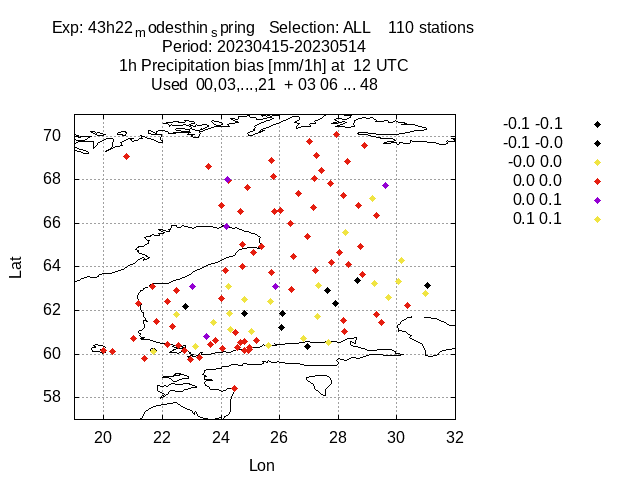 Exp: 43h22modesthinspring   Selection: ALL    110 stations
Period: 20230415-20230514
1h Precipitation bias [mm/1h] at  12 UTC
Used  00,03,...,21  + 03 06 ... 48
-0.1 -0.1
-0.1 -0.0
-0.0 0.0
0.0 0.0
0.0 0.1
0.1 0.1
70
68
66
64
62
60
58
Lat
20 22 24 26 28 30 32
Lon